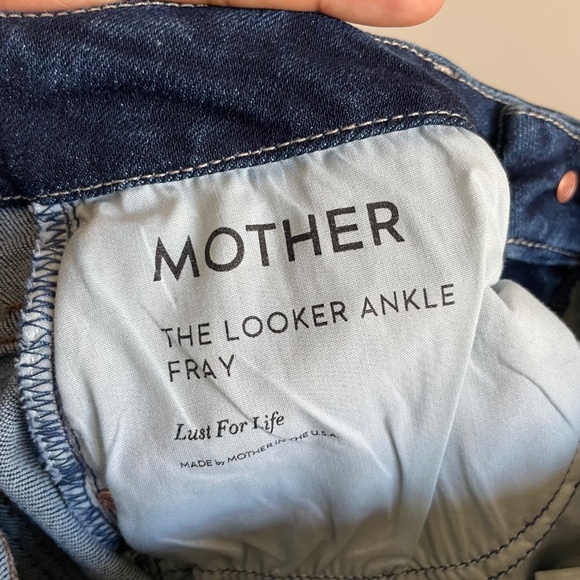 MOTHER
THE LOOKER ANKLE
FRAY
Lust For Life
MADE by MOTHER IN THE U.S.A.